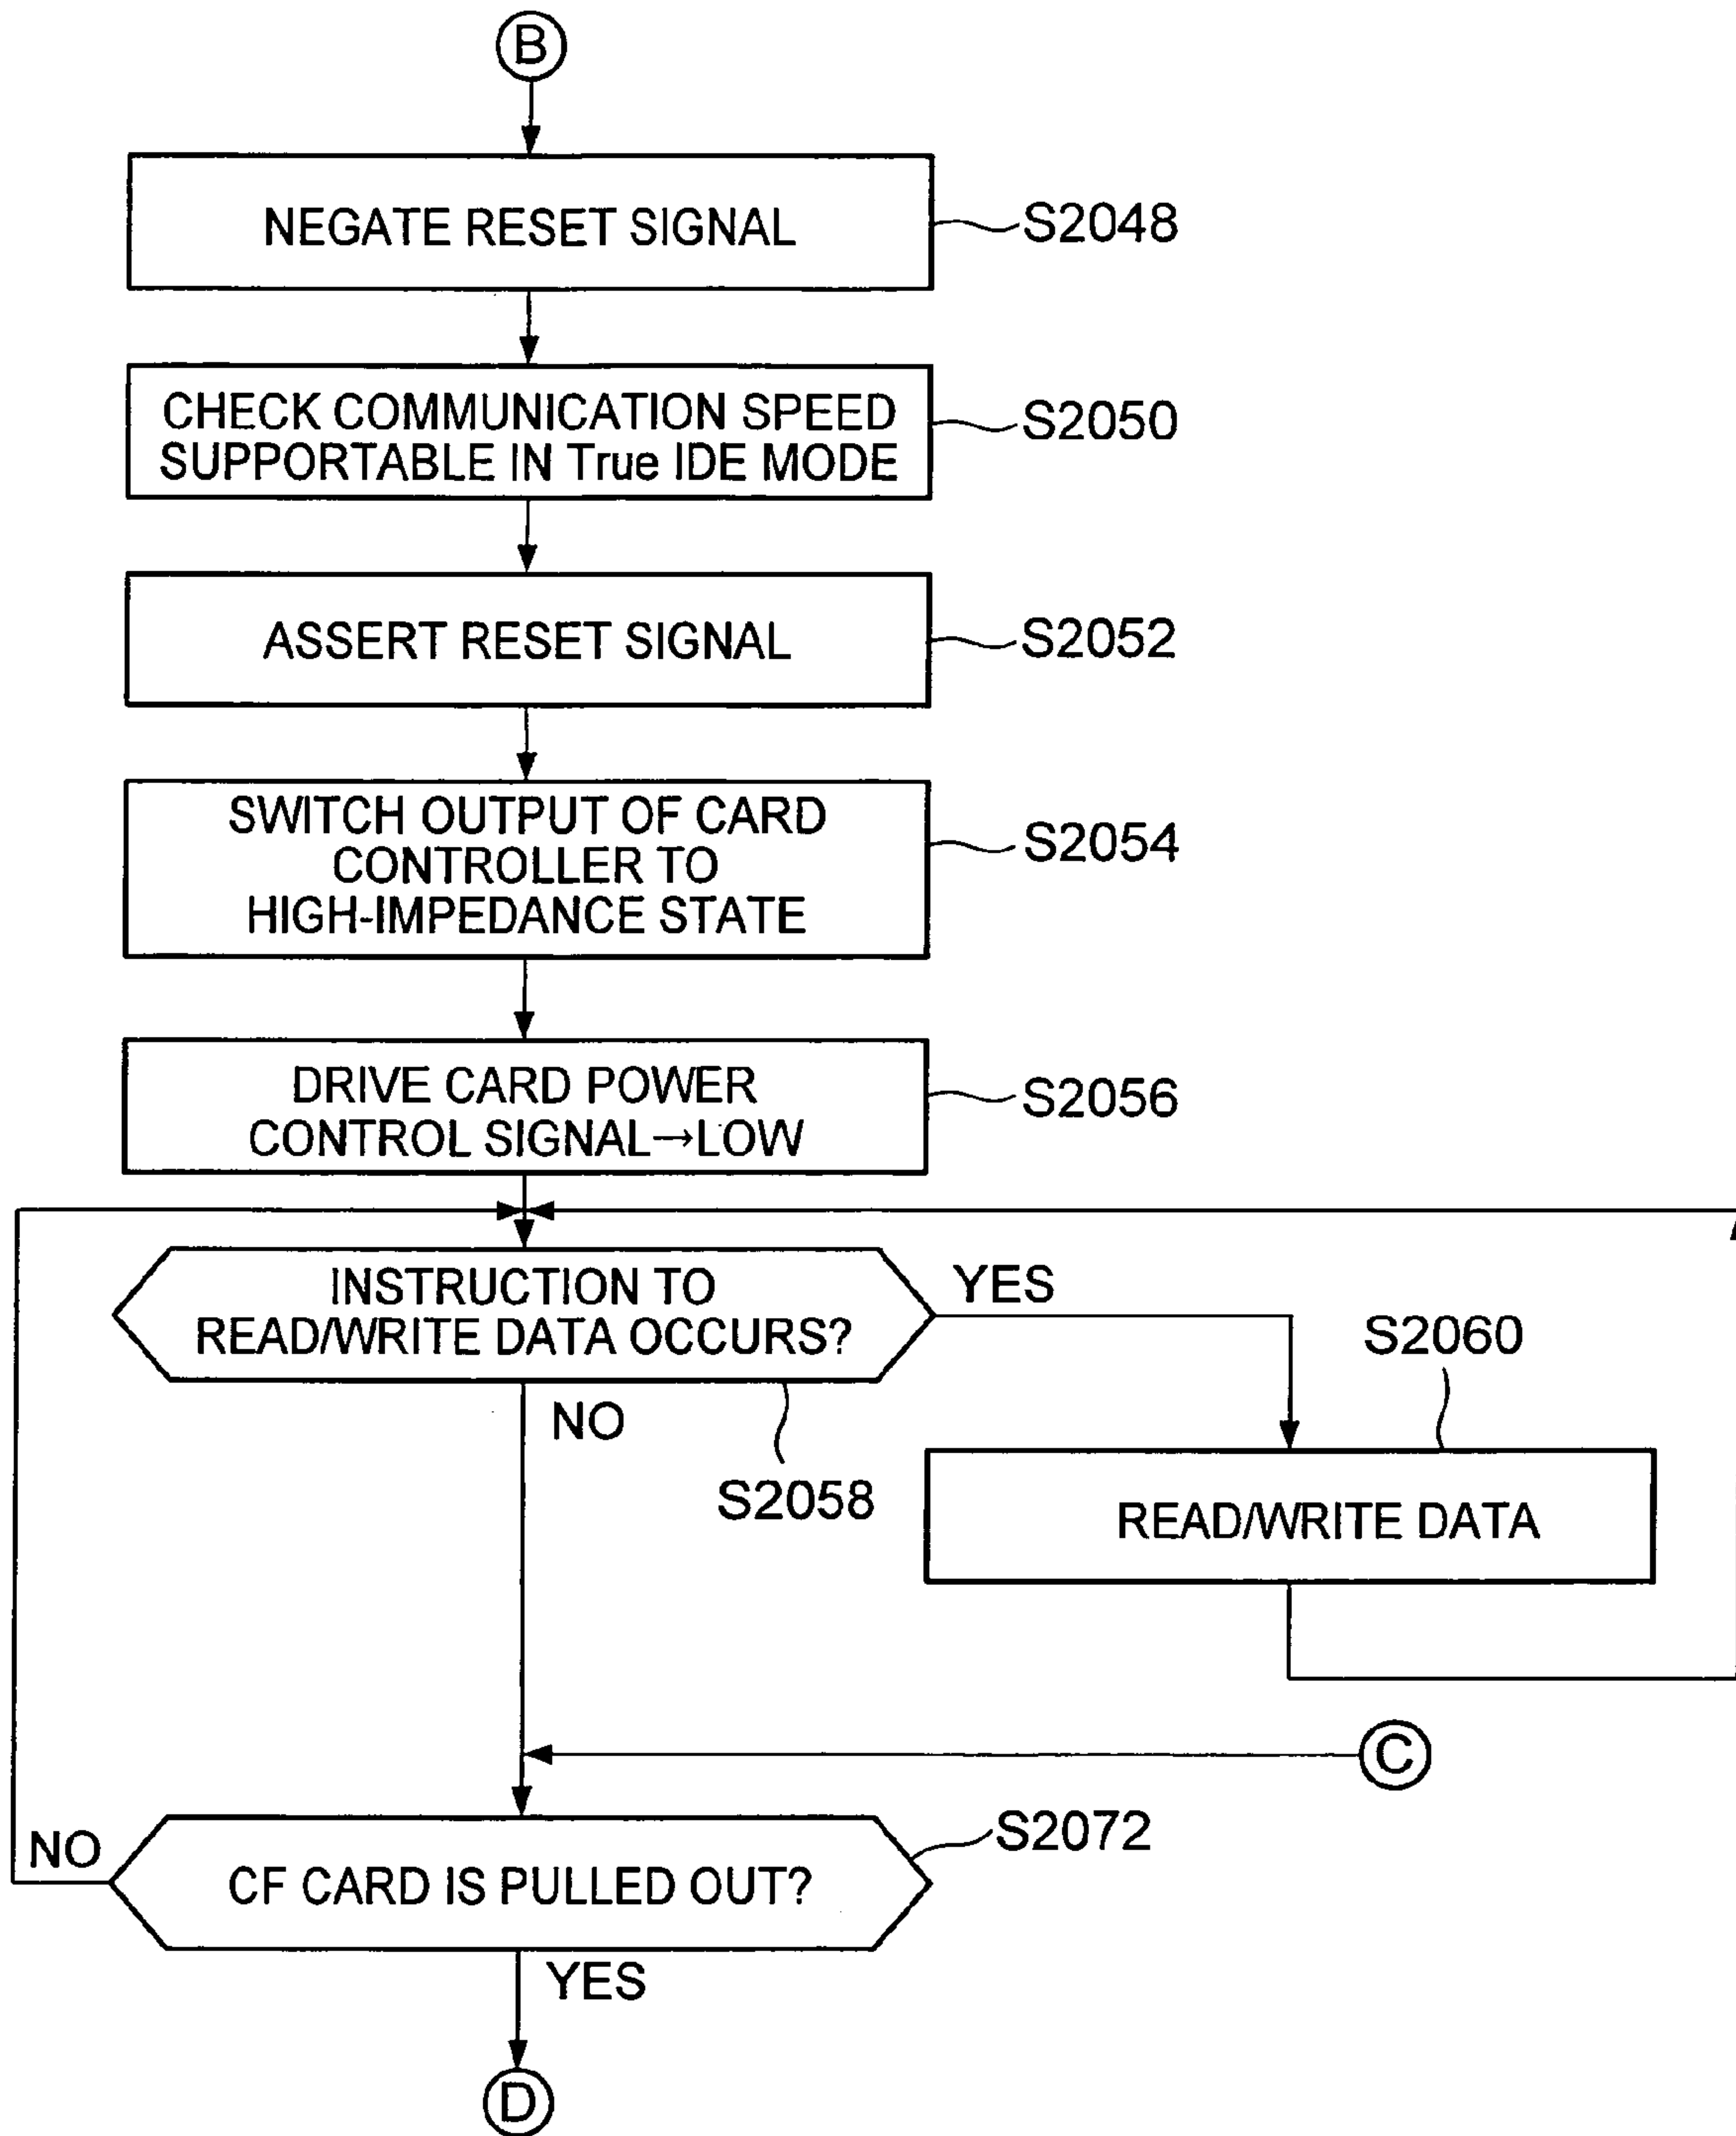 B
NEGATE RESET SIGNAL
S2048
CHECK COMMUNICATION SPEED
SUPPORTABLE IN True IDE MODE
S2050
ASSERT RESET SIGNAL
S2052
SWITCH OUTPUT OF CARD
CONTROLLER TO
HIGH-IMPEDANCE STATE
S2054
DRIVE CARD POWER
CONTROL SIGNAL→LOW
S2056
INSTRUCTION TO
READ/WRITE DATA OCCURS?
YES
S2060
NO
S2058
READ/WRITE DATA
C
S2072
NO
CF CARD IS PULLED OUT?
YES
D